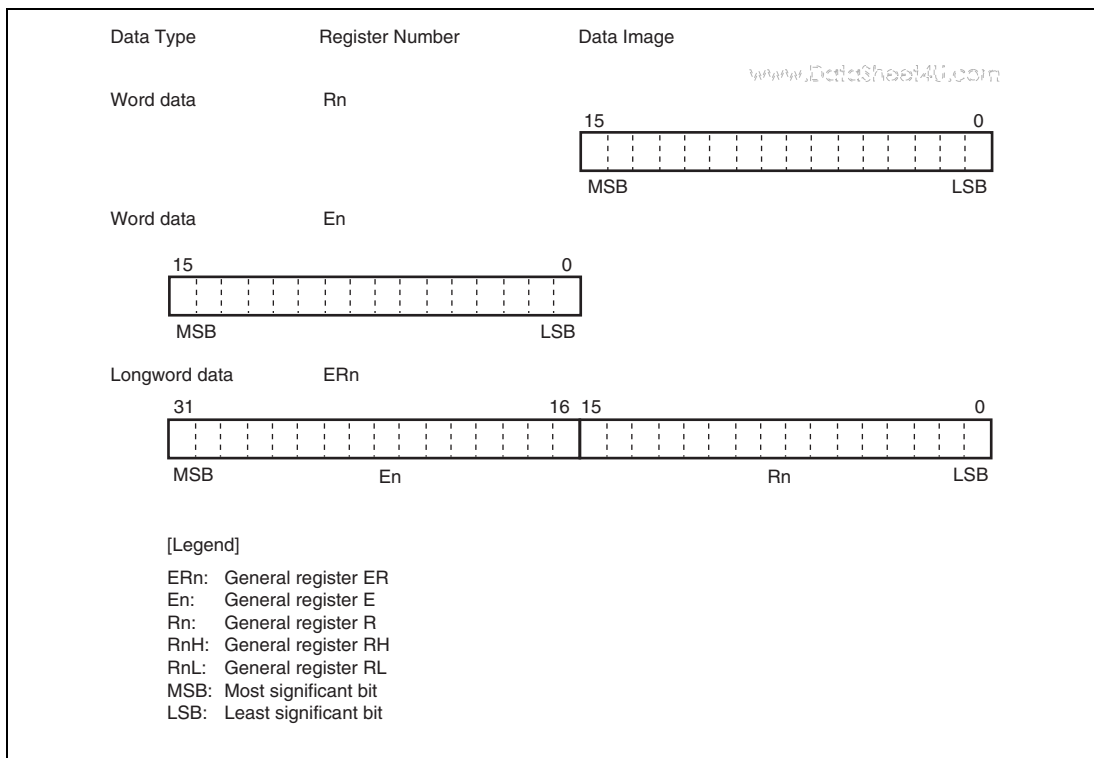 Data Type Register Number Data Image
www.DataSheet4U.com
Word data Rn
15 0
MSB LSB
Word data En
15 0
MSB LSB
Longword data ERn
31 16 15 0
MSB En Rn LSB
[Legend]
ERn: General register ER
En: General register E
Rn: General register R
RnH: General register RH
RnL: General register RL
MSB: Most significant bit
LSB: Least significant bit